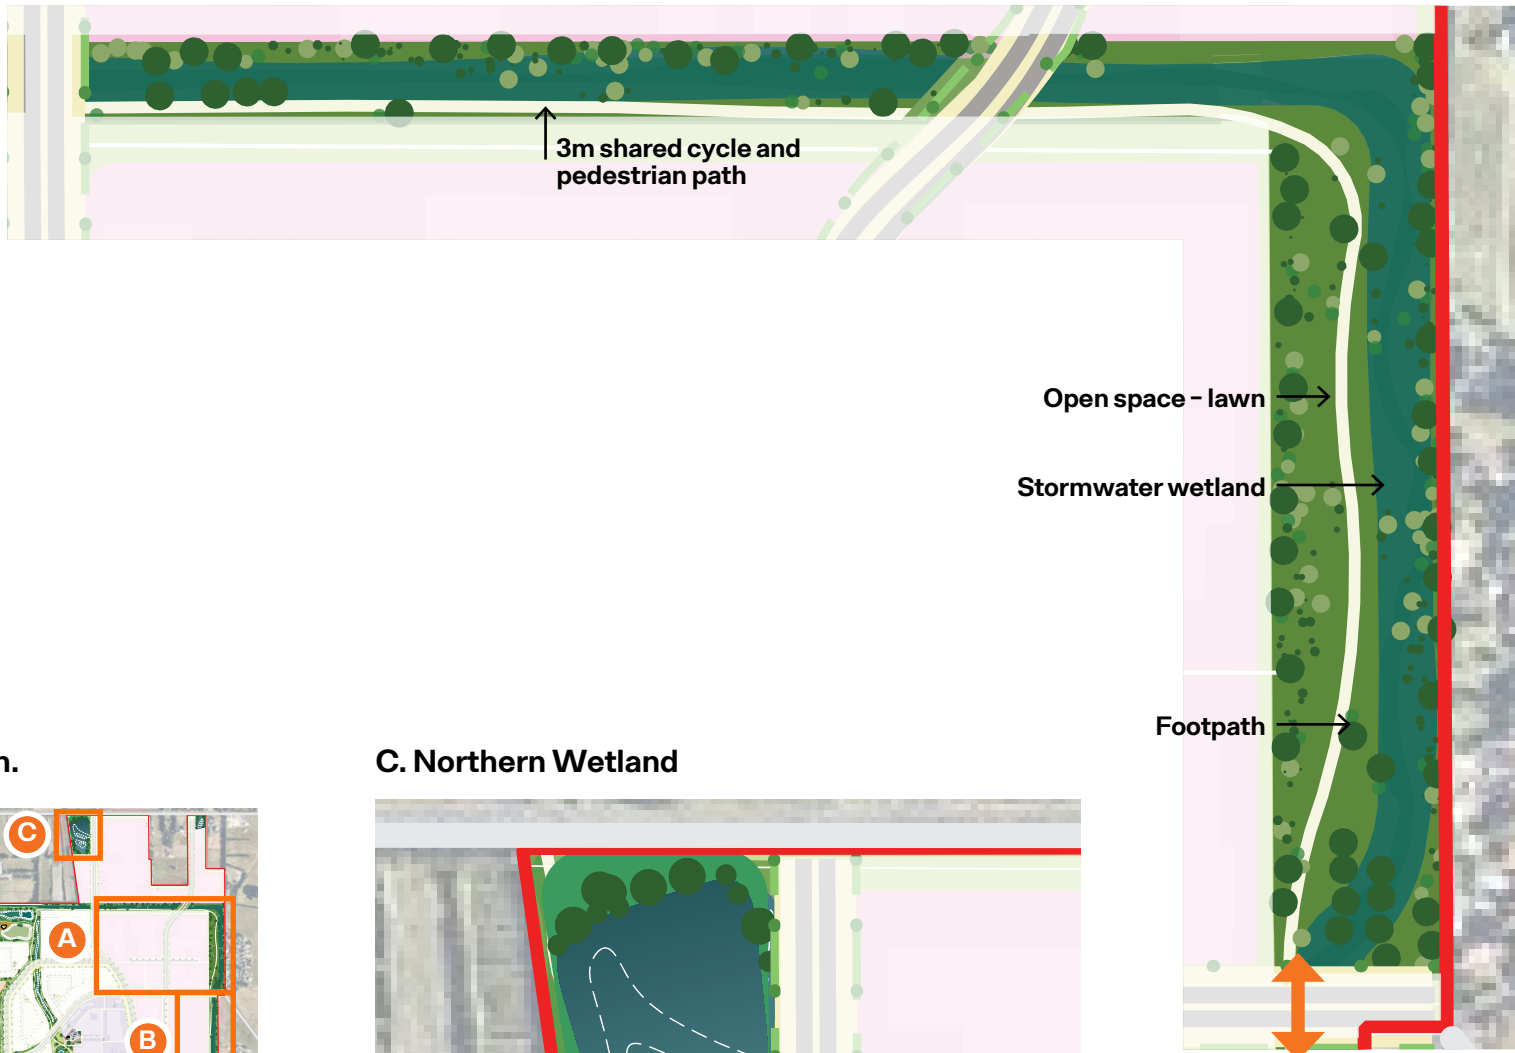 3m shared cycle and
pedestrian path
Open space – lawn
Stormwater wetland
Footpath
n.
C. Northern Wetland
C
A
B